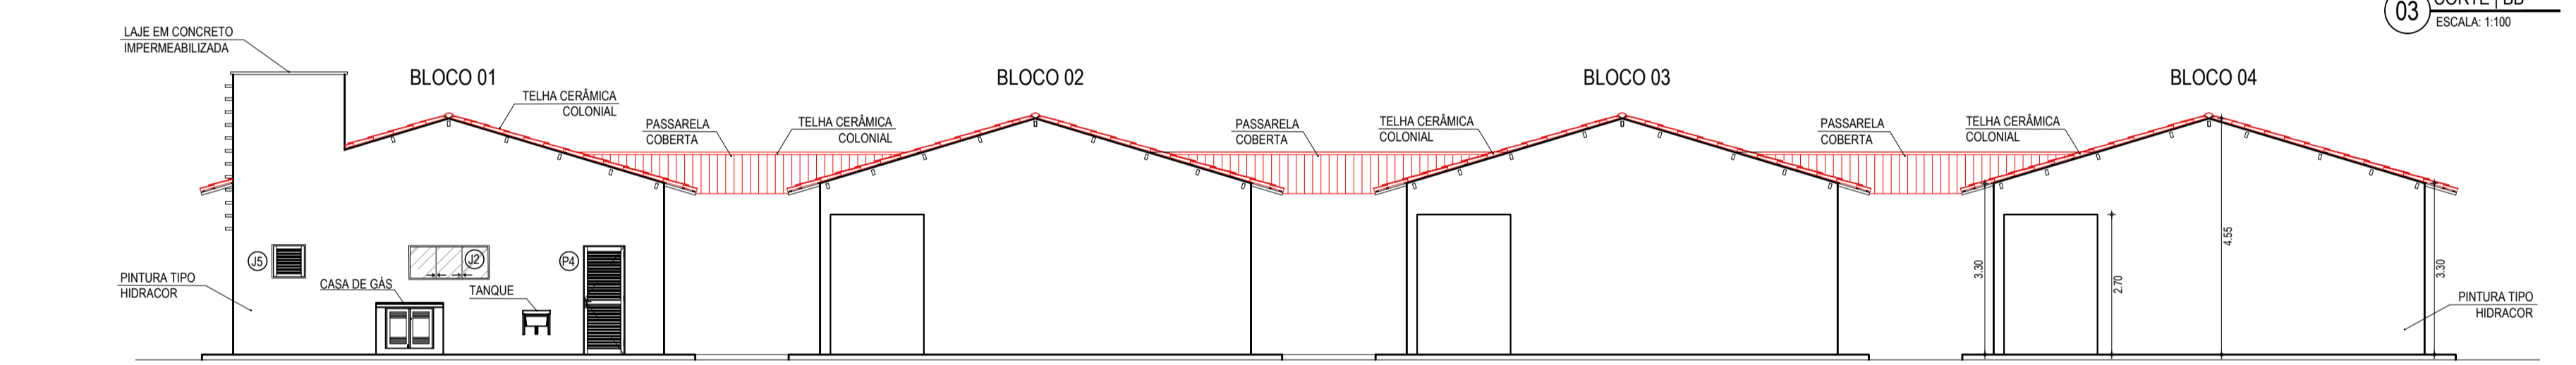 CORTE | BB
03
ESCALA: 1:100
LAJE EM CONCRETO
IMPERMEABILIZADA
BLOCO 01
BLOCO 02
BLOCO 03
BLOCO 04
TELHA CERÂMICA
COLONIAL
PASSARELA
COBERTA
TELHA CERÂMICA
COLONIAL
PASSARELA
COBERTA
TELHA CERÂMICA
COLONIAL
PASSARELA
COBERTA
TELHA CERÂMICA
COLONIAL
J5
J2
P4
PINTURA TIPO
HIDRACOR
CASA DE GÁS
TANQUE
3.30
2.70
4.55
3.30
PINTURA TIPO
HIDRACOR